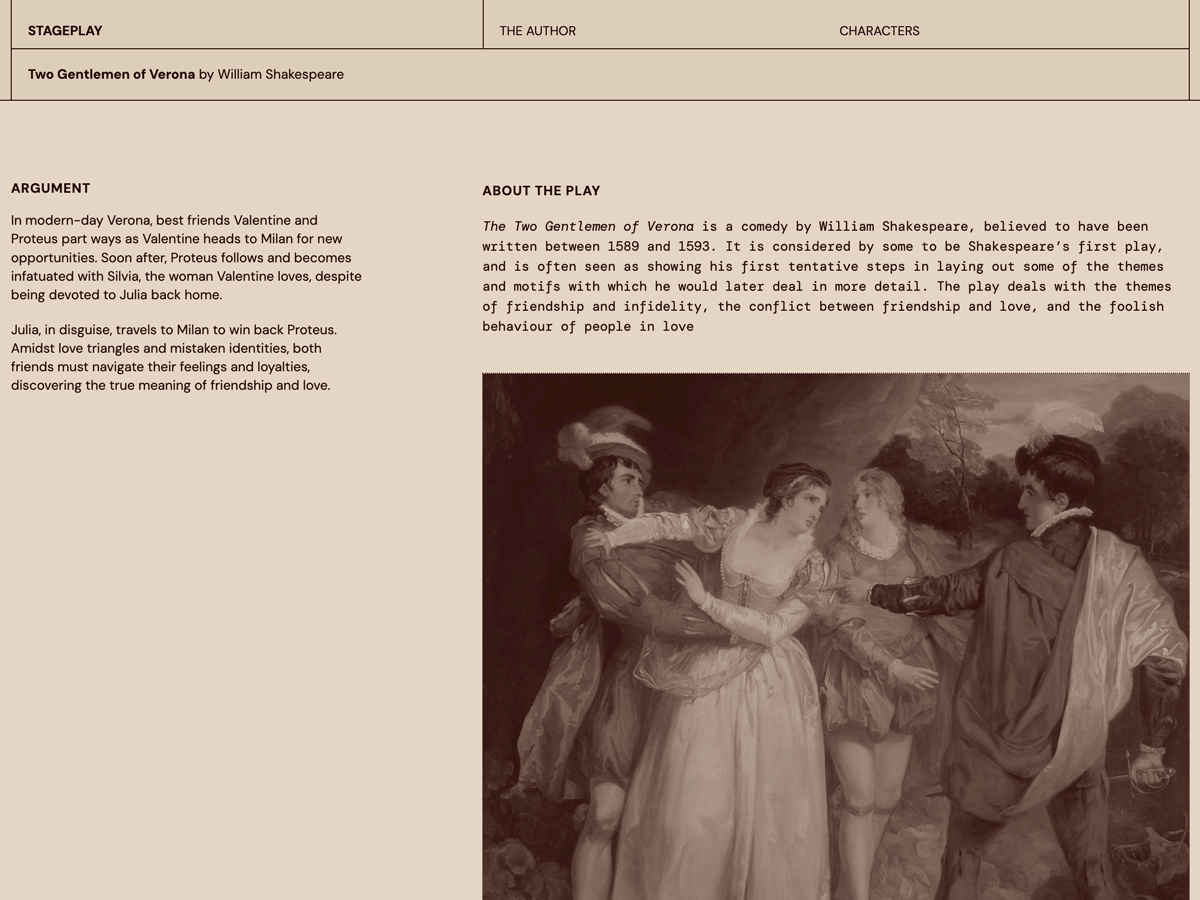 STAGEPLAY
THE AUTHOR
CHARACTERS
Two Gentlemen of Verona by William Shakespeare
ARGUMENT
In modern-day Verona, best friends Valentine and
Proteus part ways as Valentine heads to Milan for new
opportunities. Soon after, Proteus follows and becomes
infatuated with Silvia, the woman Valentine loves, despite
being devoted to Julia back home.
Julia, in disguise, travels to Milan to win back Proteus.
Amidst love triangles and mistaken identities, both
friends must navigate their feelings and loyalties,
discovering the true meaning of friendship and love.
ABOUT THE PLAY
The Two Gentlemen of Verona is a comedy by William Shakespeare, believed to have been
written between 1589 and 1593. It is considered by some to be Shakespeare’s first play,
and is often seen as showing his first tentative steps in laying out some of the themes
and motifs with which he would later deal in more detail. The play deals with the themes
of friendship and infidelity, the conflict between friendship and love, and the foolish
behaviour of people in love